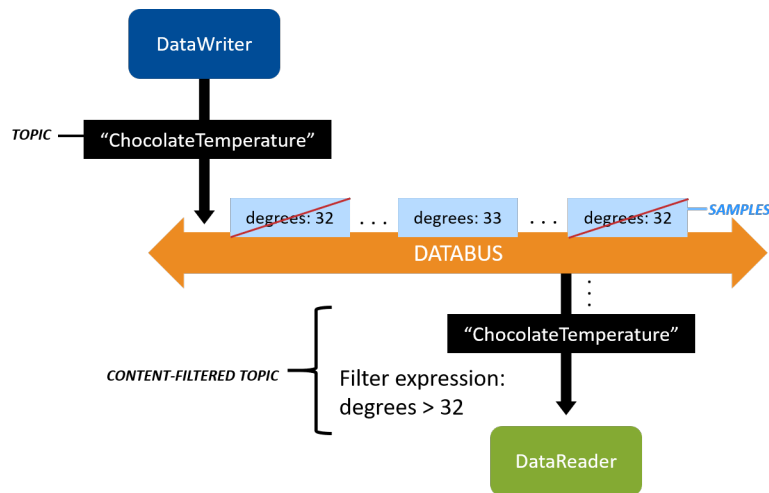 DataWriter
TOPIC
“ChocolateTemperature”
degrees: 32
. . .
degrees: 33
. . .
degrees: 32
SAMPLES
DATABUS
“ChocolateTemperature”
CONTENT-FILTERED TOPIC
Filter expression:
degrees > 32
DataReader